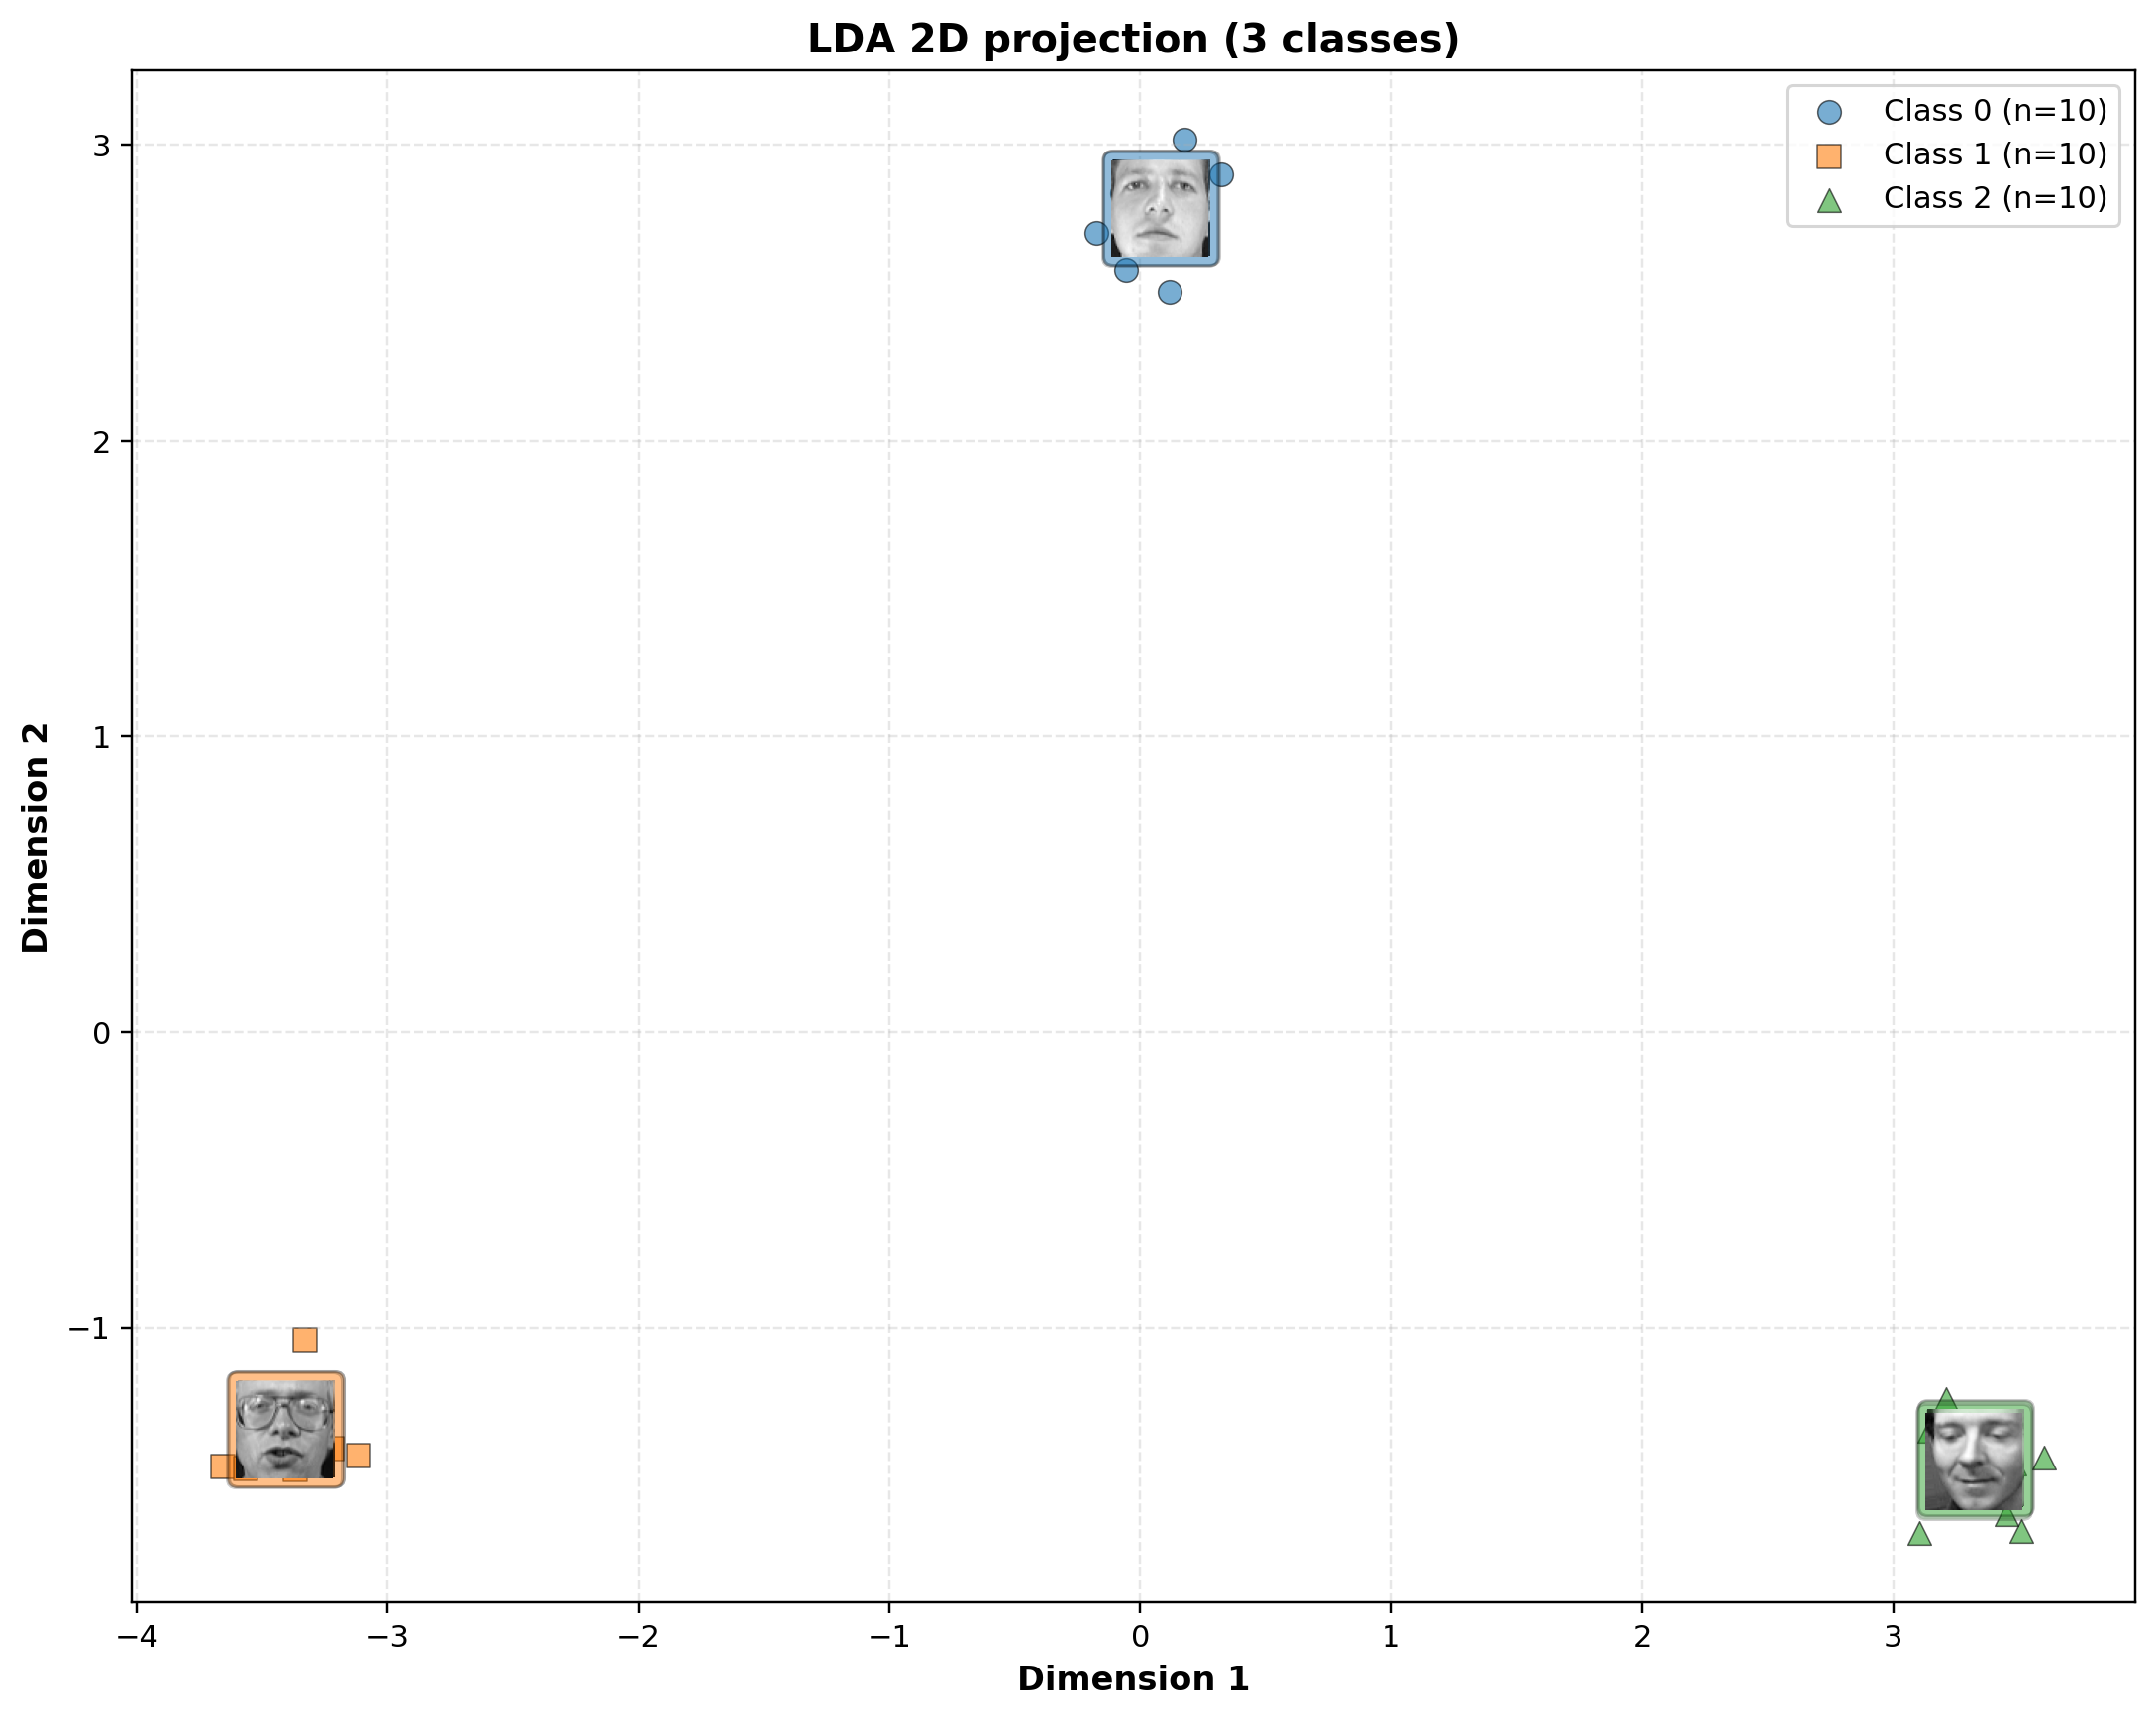 LDA 2D projection (3 classes)
Class 0 (n=10)
Class 1 (n=10)
Class 2 (n=10)
3
2
1
0
−1
Dimension 2
−4
−3
−2
−1
0
1
2
3
Dimension 1